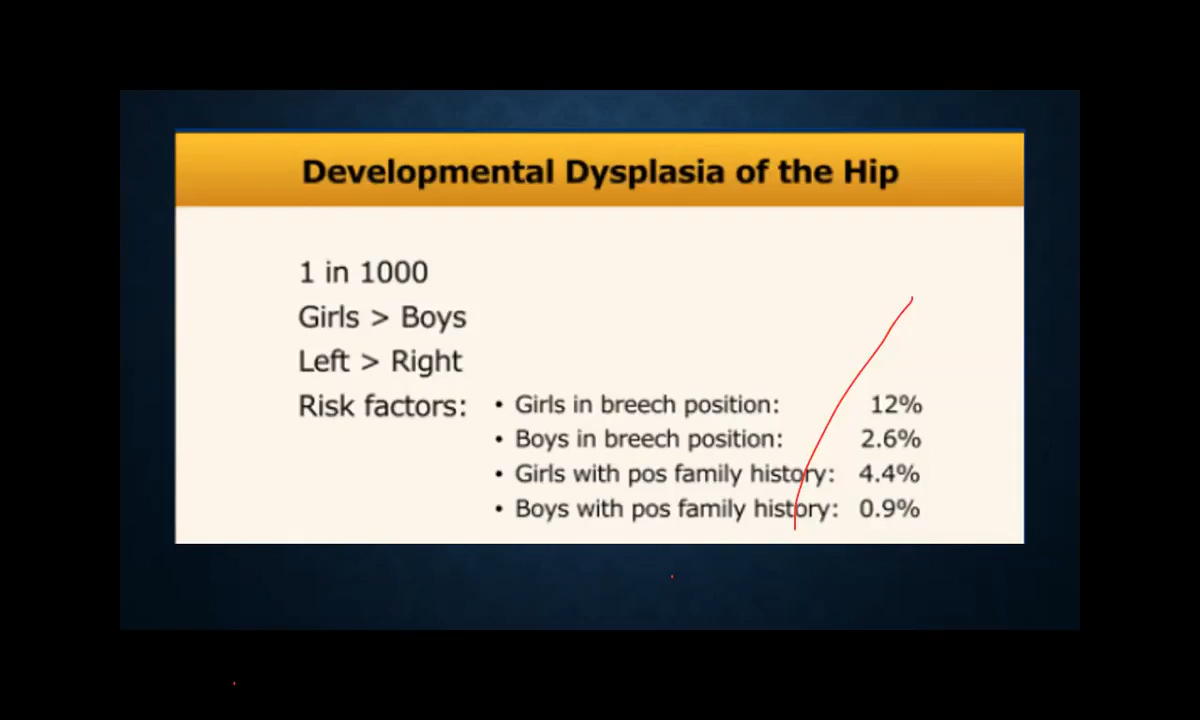 Developmental Dysplasia of the Hip
1 in 1000
Girls > Boys
Left > Right
Risk factors: • Girls in breech position: 12%
• Boys in breech position: 2.6%
• Girls with pos family history: 4.4%
• Boys with pos family history: 0.9%